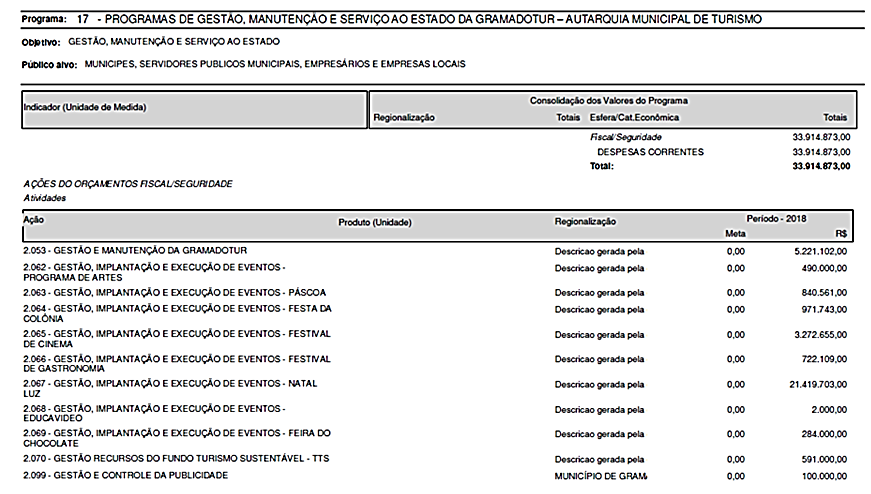 Programa: 17 - PROGRAMAS DE GESTÃO, MANUTENÇÃO E SERVIÇO AO ESTADO DA GRAMADOTUR – AUTARQUIA MUNICIPAL DE TURISMO
Objetivo: GESTÃO, MANUTENÇÃO E SERVIÇO AO ESTADO
Público alvo: MUNICIPES, SERVIDORES PUBLICOS MUNICIPAIS, EMPRESÁRIOS E EMPRESAS LOCAIS
Consolidação dos Valores do Programa
Indicador (Unidade de Medida)
Regionalização Totais Esfera/Cat.Econômica Totais
Fiscal/Seguridade 33.914.873,00
DESPESAS CORRENTES 33.914.873,00
Total: 33.914.873,00
AÇÕES DO ORÇAMENTOS FISCAL/SEGURIDADE
Atividades
Ação Produto (Unidade) Regionalização Período - 2018
Meta R$
2.053 - GESTÃO E MANUTENÇÃO DA GRAMADOTUR Descricao gerada pela 0,00 5.221.102,00
2.062 - GESTÃO, IMPLANTAÇÃO E EXECUÇÃO DE EVENTOS - Descricao gerada pela 0,00 490.000,00
PROGRAMA DE ARTES
2.063 - GESTÃO, IMPLANTAÇÃO E EXECUÇÃO DE EVENTOS - PÁSCOA Descricao gerada pela 0,00 840.561,00
2.064 - GESTÃO, IMPLANTAÇÃO E EXECUÇÃO DE EVENTOS - FESTA DA Descricao gerada pela 0,00 971.743,00
COLÔNIA
2.065 - GESTÃO, IMPLANTAÇÃO E EXECUÇÃO DE EVENTOS - FESTIVAL Descricao gerada pela 0,00 3.272.655,00
DE CINEMA
2.066 - GESTÃO, IMPLANTAÇÃO E EXECUÇÃO DE EVENTOS - FESTIVAL Descricao gerada pela 0,00 722.109,00
DE GASTRONOMIA
2.067 - GESTÃO, IMPLANTAÇÃO E EXECUÇÃO DE EVENTOS - NATAL Descricao gerada pela 0,00 21.419.703,00
LUZ
2.068 - GESTÃO, IMPLANTAÇÃO E EXECUÇÃO DE EVENTOS - Descricao gerada pela 0,00 2.000,00
EDUCAVIDEO
2.069 - GESTÃO, IMPLANTAÇÃO E EXECUÇÃO DE EVENTOS - FEIRA DO Descricao gerada pela 0,00 284.000,00
CHOCOLATE
2.070 - GESTÃO RECURSOS DO FUNDO TURISMO SUSTENTÁVEL - TTS Descricao gerada pela 0,00 591.000,00
2.099 - GESTÃO E CONTROLE DA PUBLICIDADE MUNICÍPIO DE GRAM 0,00 100.000,00